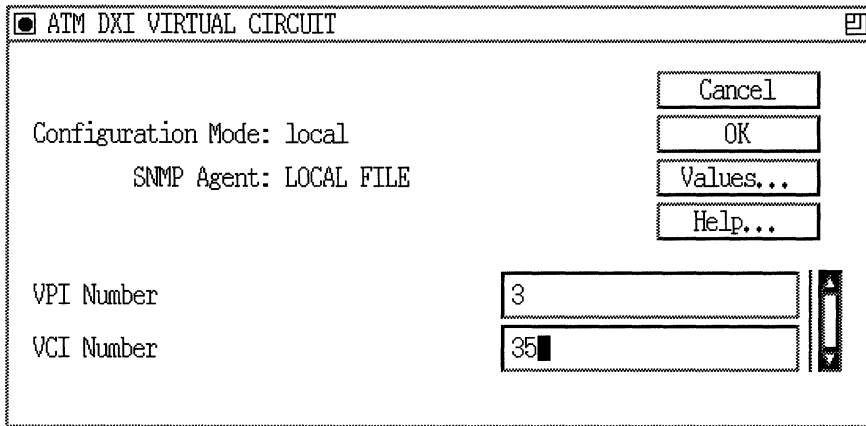 ATM DXI VIRTUAL CIRCUIT
Cancel
Configuration Mode: local
OK
SNMP Agent: LOCAL FILE
Values...
Help...
VPI Number
3
VCI Number
35